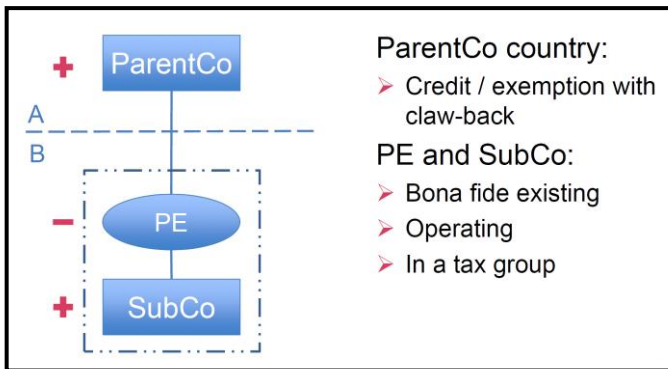 ParentCo
A
B
PE
SubCo
ParentCo country:
➢ Credit / exemption with
claw-back
PE and SubCo:
➢ Bona fide existing
➢ Operating
➢ In a tax group
+
−
+